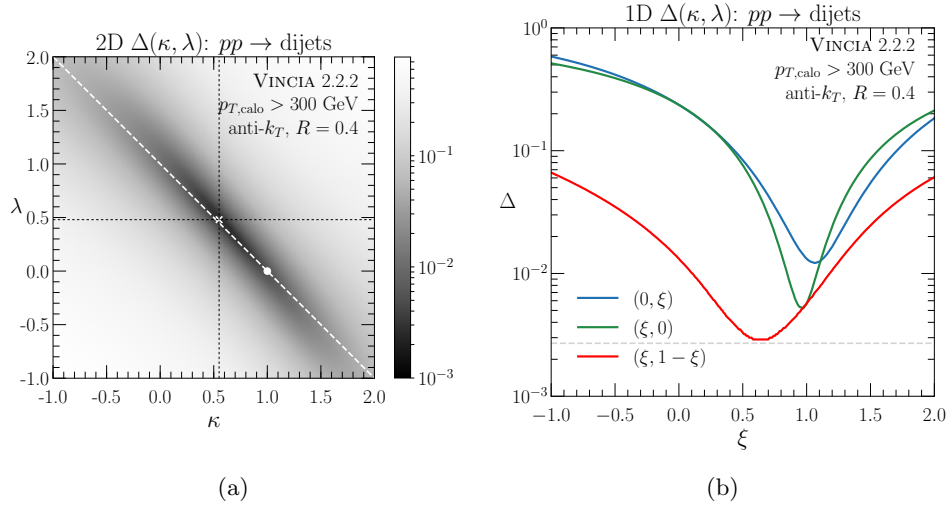 2D Δ(κ, λ): pp → dijets
VINCIA 2.2.2
p_{T,calo} > 300 GeV
anti-k_T, R = 0.4
2.0
1.5
1.0
0.5
0.0
-0.5
-1.0
λ
-1.0 -0.5 0.0 0.5 1.0 1.5 2.0
κ
10^{-1}
10^{-2}
10^{-3}
(a)
1D Δ(κ, λ): pp → dijets
VINCIA 2.2.2
p_{T,calo} > 300 GeV
anti-k_T, R = 0.4
10^0
10^{-1}
10^{-2}
10^{-3}
Δ
(0, ξ)
(ξ, 0)
(ξ, 1 − ξ)
−1.0 −0.5 0.0 0.5 1.0 1.5 2.0
ξ
(b)